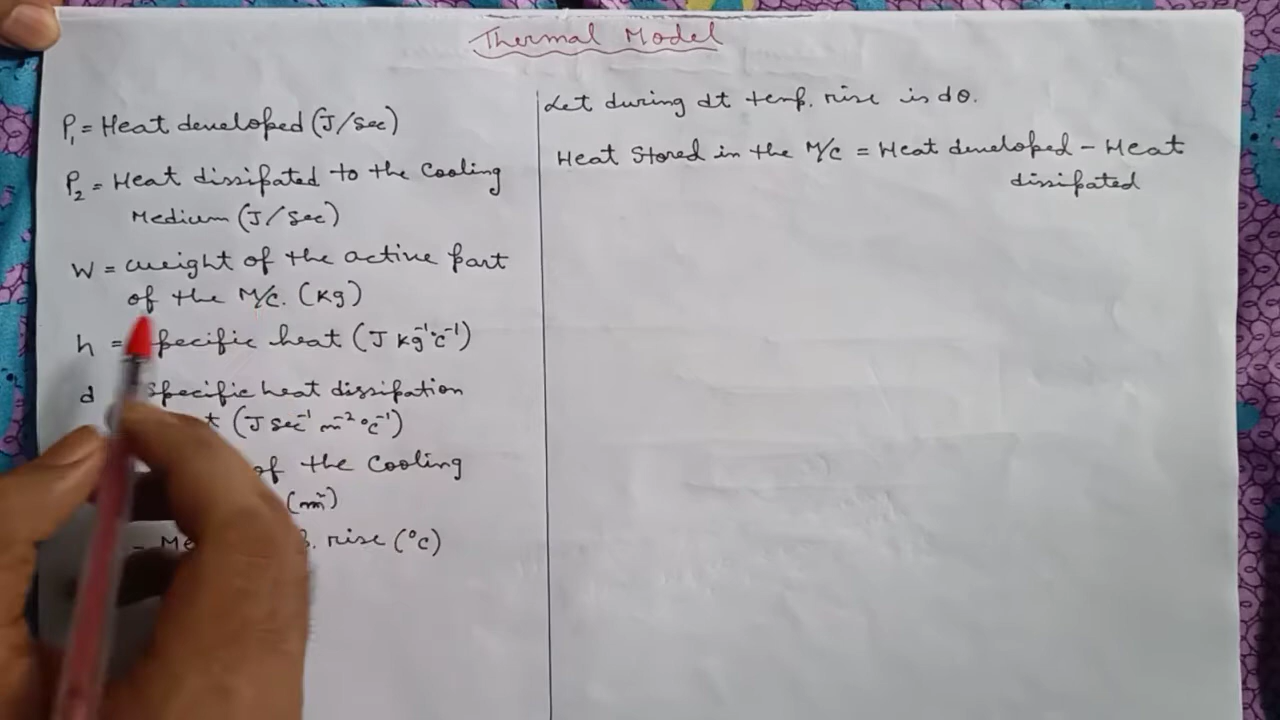 Thermal Model
P₁ = Heat developed (J/sec)
P₂ = Heat dissipated to the cooling
Medium (J/sec)
W = weight of the active part
of the M/c. (Kg)
h = specific heat (J Kg⁻¹°c⁻¹)
d specific heat dissipation
(J sec⁻¹ m⁻² °c⁻¹)
of the cooling
rise (°c)
Let during dt temp. rise is dθ.
Heat Stored in the M/c = Heat developed - Heat
dissipated